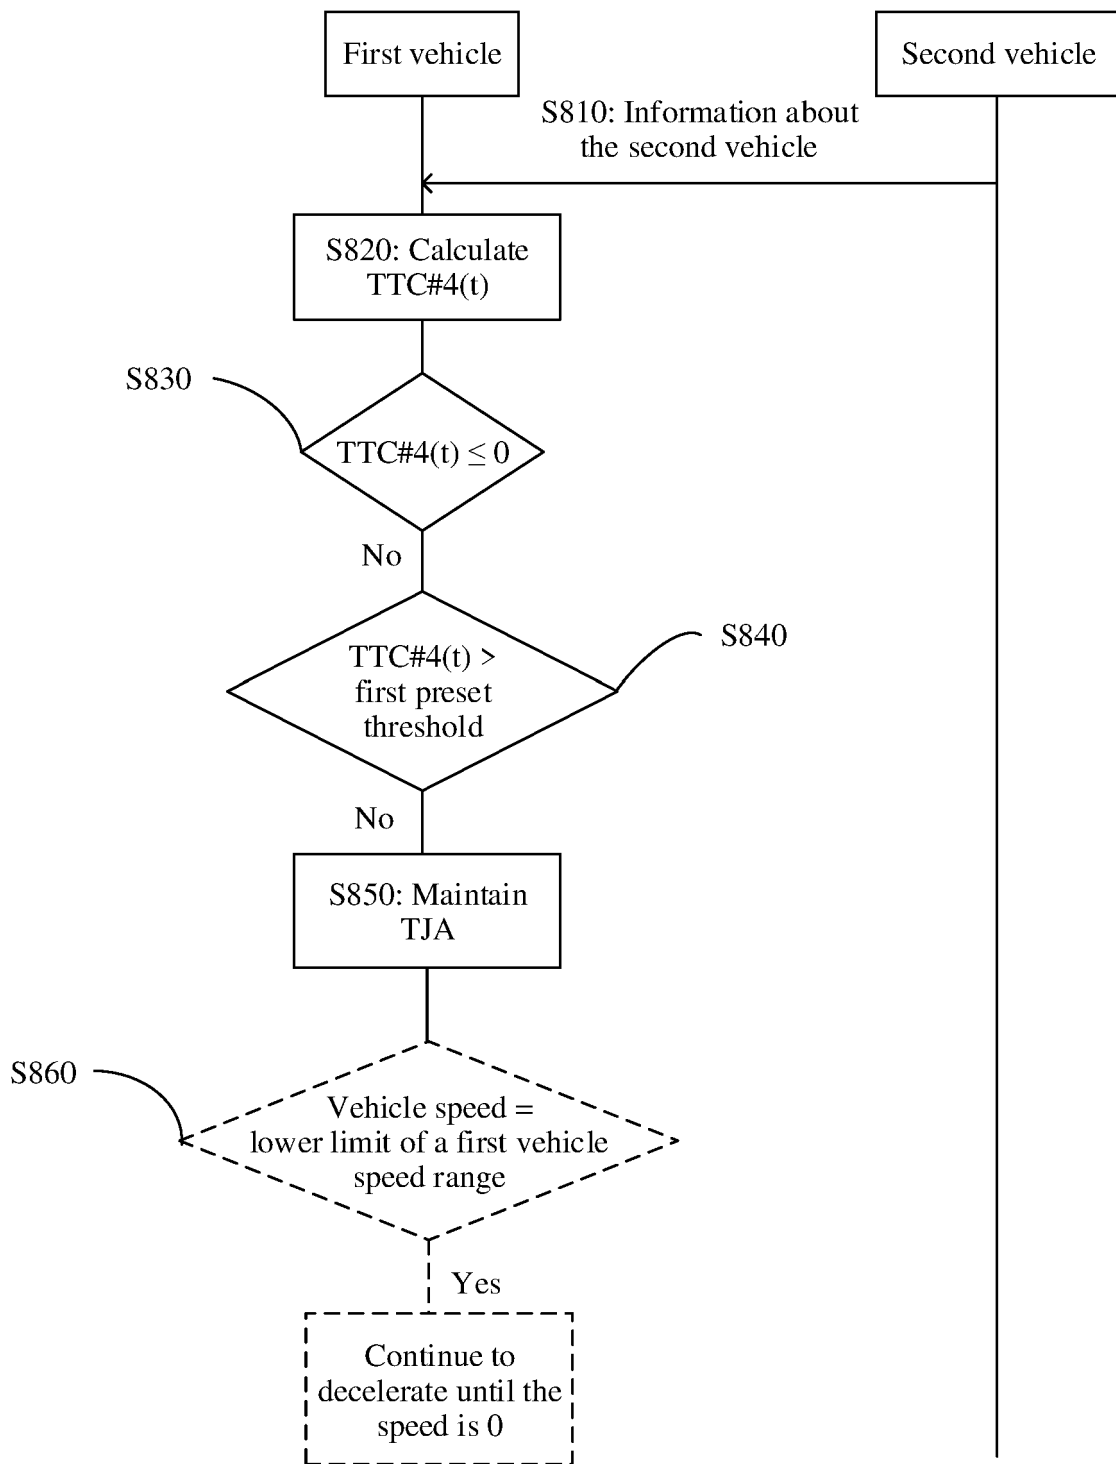 First vehicle
Second vehicle
S810: Information about
the second vehicle
S820: Calculate
TTC#4(t)
S830
TTC#4(t) ≤ 0
No
S840
TTC#4(t) >
first preset
threshold
No
S850: Maintain
TJA
S860
Vehicle speed =
lower limit of a first vehicle
speed range
Yes
Continue to
decelerate until the
speed is 0